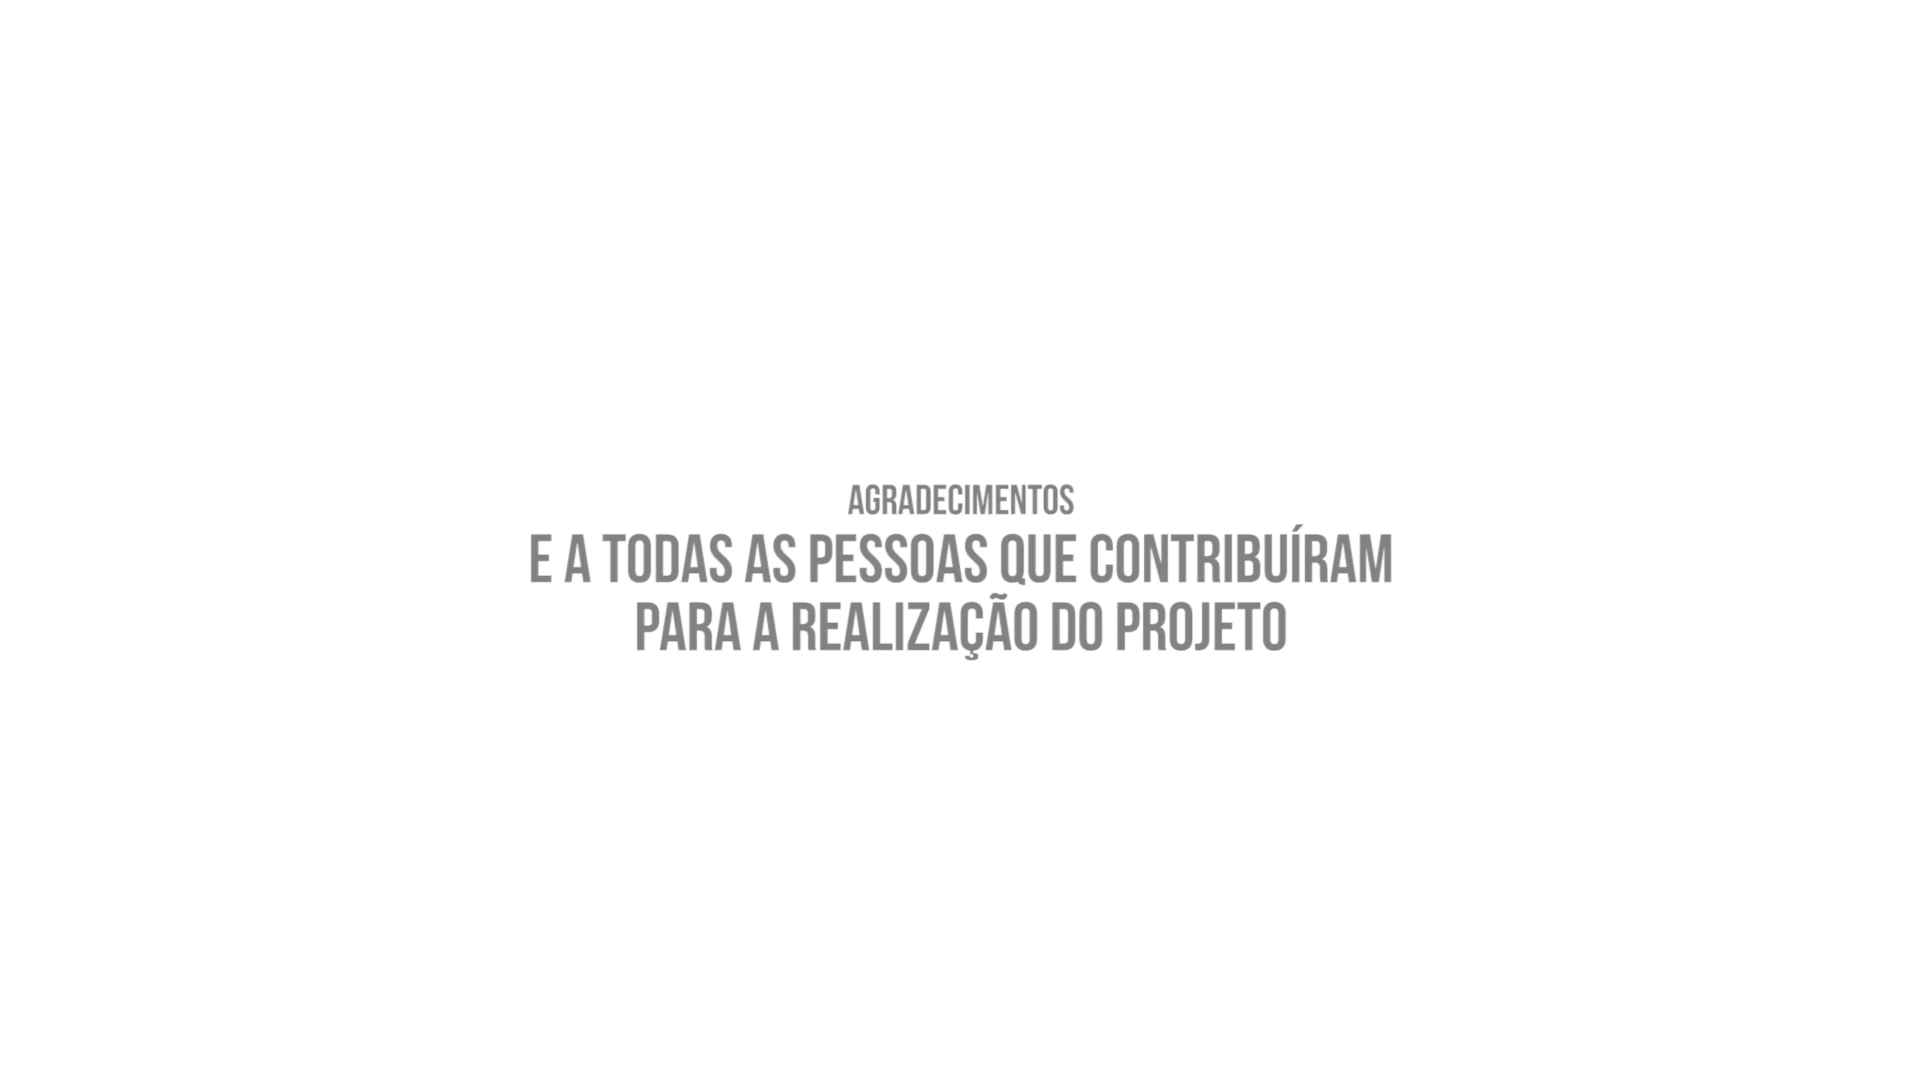 AGRADECIMENTOS
E A TODAS AS PESSOAS QUE CONTRIBUÍRAM
PARA A REALIZAÇÃO DO PROJETO